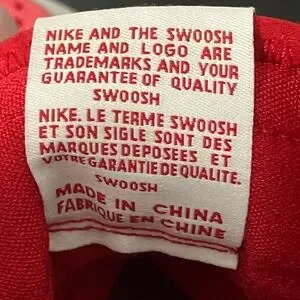 NIKE AND THE SWOOSH
NAME AND LOGO ARE
TRADEMARKS AND YOUR
GUARANTEE OF QUALITY
SWOOSH
NIKE. LE TERME SWOOSH
ET SON SIGLE SONT DES
MARQUES DEPOSEES ET
VOTRE GARANTIE DE QUALITE.
SWOOSH
MADE IN CHINA
FABRIQUE EN CHINE